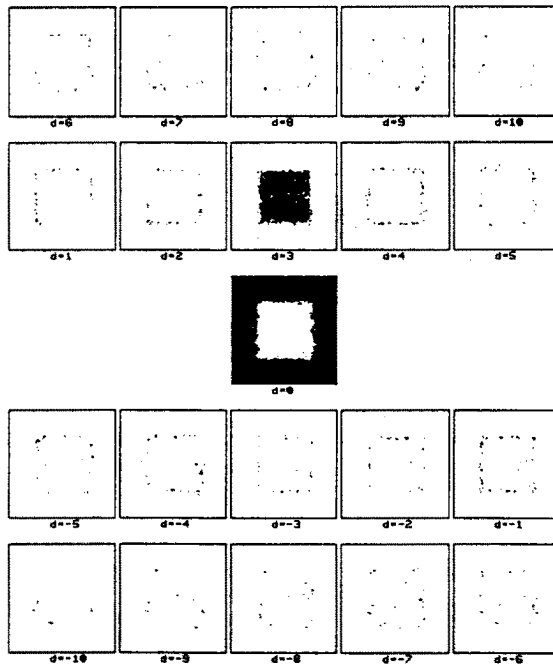 d=6 d=7 d=8 d=9 d=10
d=1 d=2 d=3 d=4 d=5
d=0
d=-5 d=-4 d=-3 d=-2 d=-1
d=-10 d=-9 d=-8 d=-7 d=-6